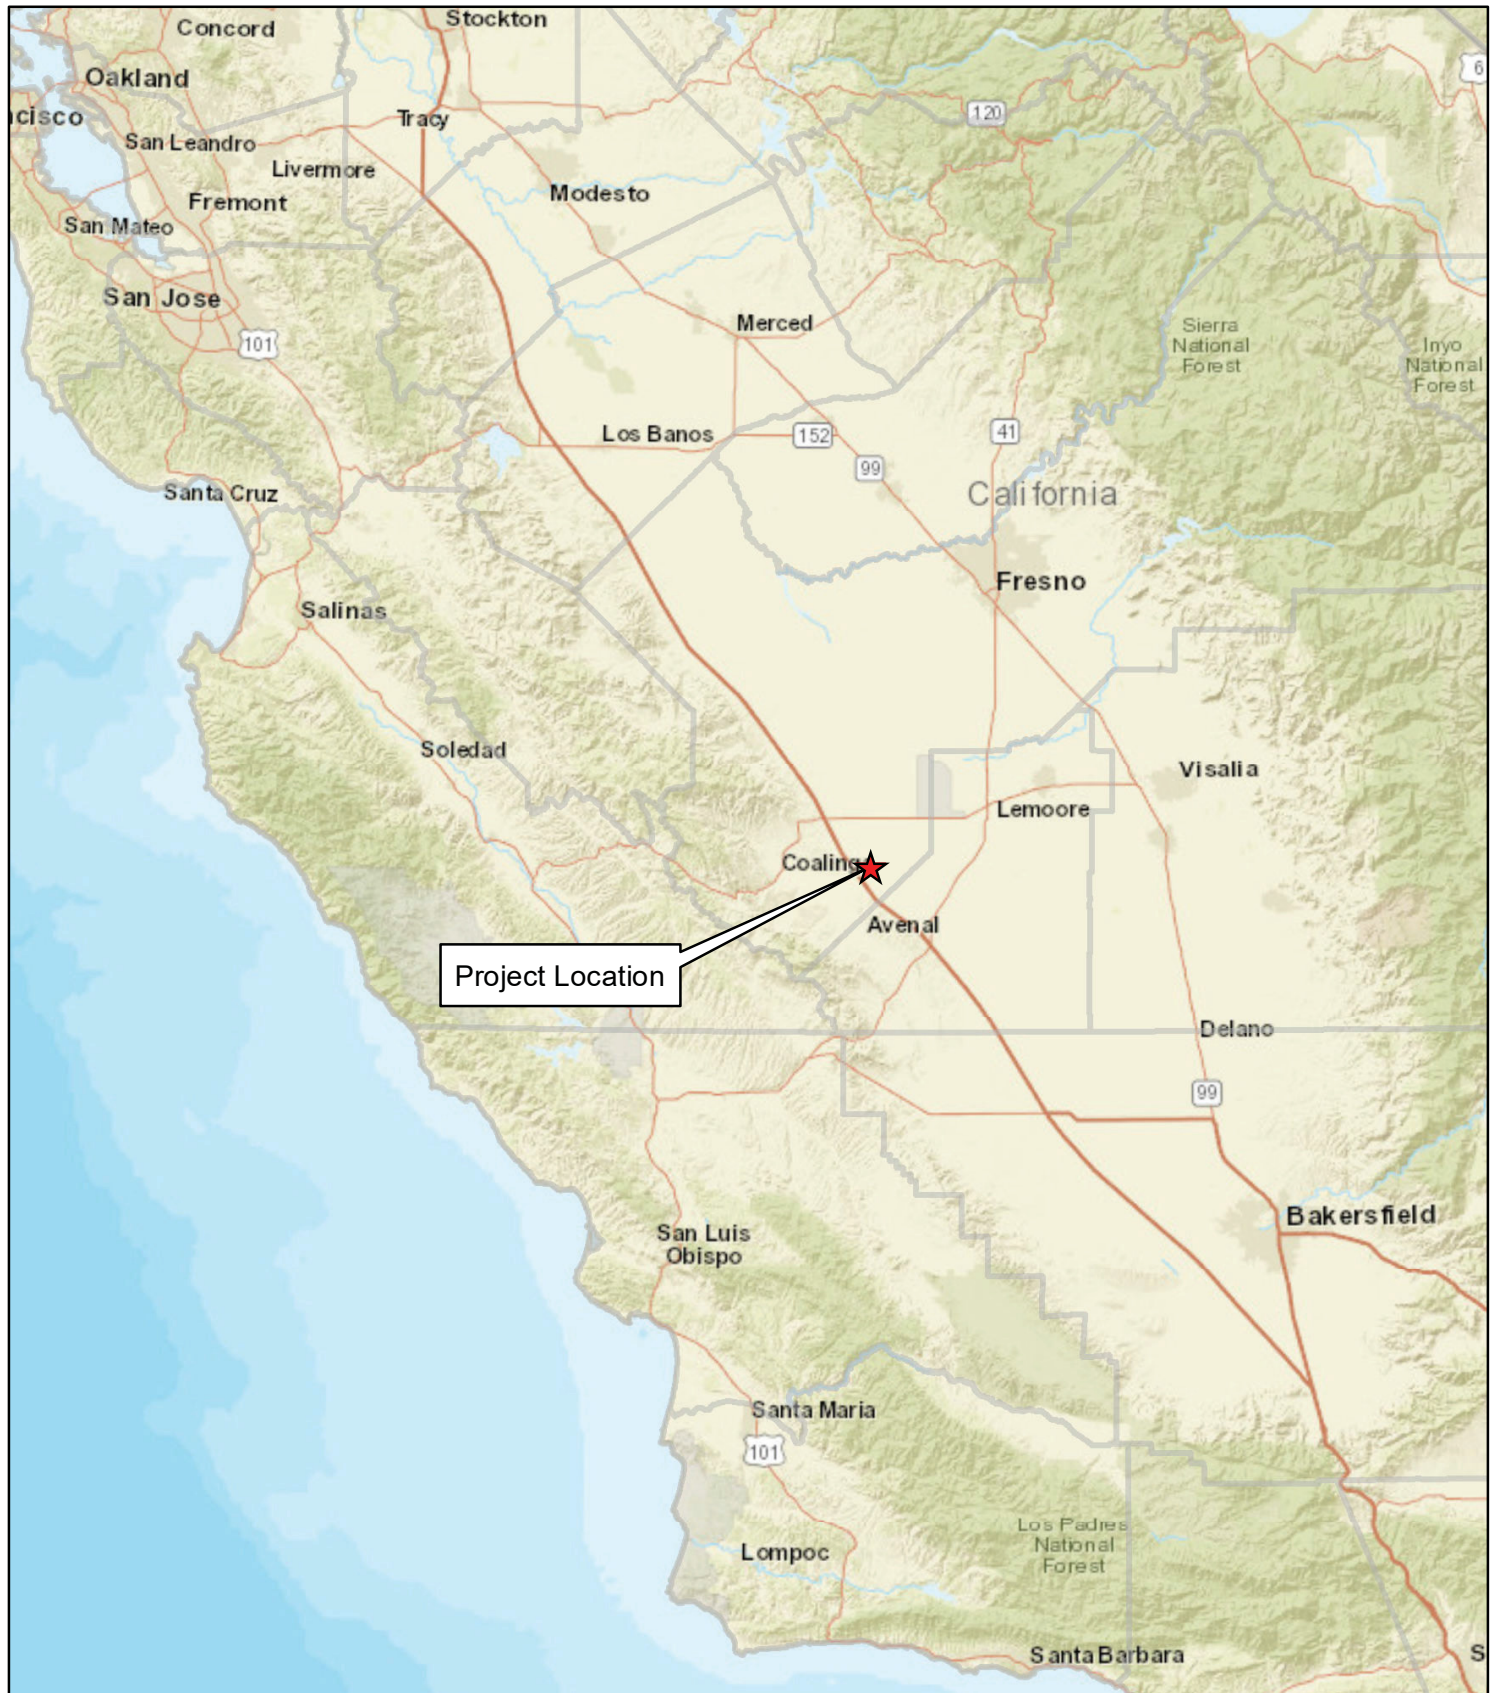 Stockton
Concord
Oakland
6
ncisco
Tracy
120
San Leandro
Livermore
Modesto
Fremont
San Mateo
San Jose
Merced
Sierra
National
Forest
101
Inyo
National
Forest
Los Banos
152
41
99
Santa Cruz
California
Fresno
Salinas
Soledad
Visalia
Lemoore
Coalinga
Avenal
Project Location
Delano
99
Bakersfield
San Luis
Obispo
Santa Maria
101
Los Padres
National
Forest
Lompoc
Santa Barbara
S